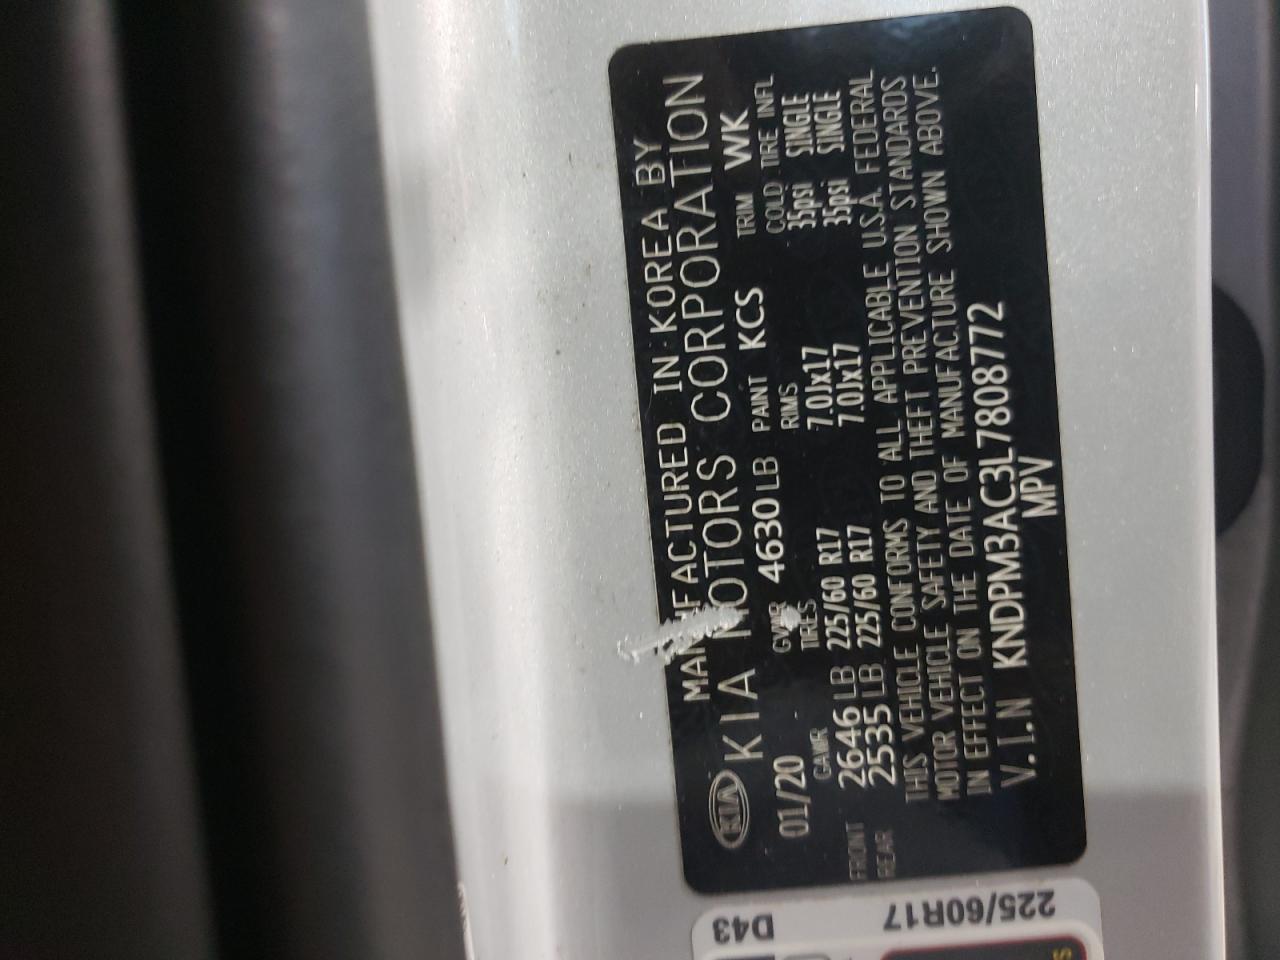 MANUFACTURED IN KOREA BY
KIA KIA MOTORS CORPORATION
01/20 GVWR 4630 LB PAINT KCS TRIM WK
GAWR TIRES RIMS COLD TIRE INFL
FRONT 2646 LB 225/60 R17 7.0Jx17 35psi SINGLE
REAR 2535 LB 225/60 R17 7.0Jx17 35psi SINGLE
THIS VEHICLE CONFORMS TO ALL APPLICABLE U.S.A. FEDERAL
MOTOR VEHICLE SAFETY AND THEFT PREVENTION STANDARDS
IN EFFECT ON THE DATE OF MANUFACTURE SHOWN ABOVE.
V.I.N KNDPM3AC3L7808772
MPV
D43
225/60R17